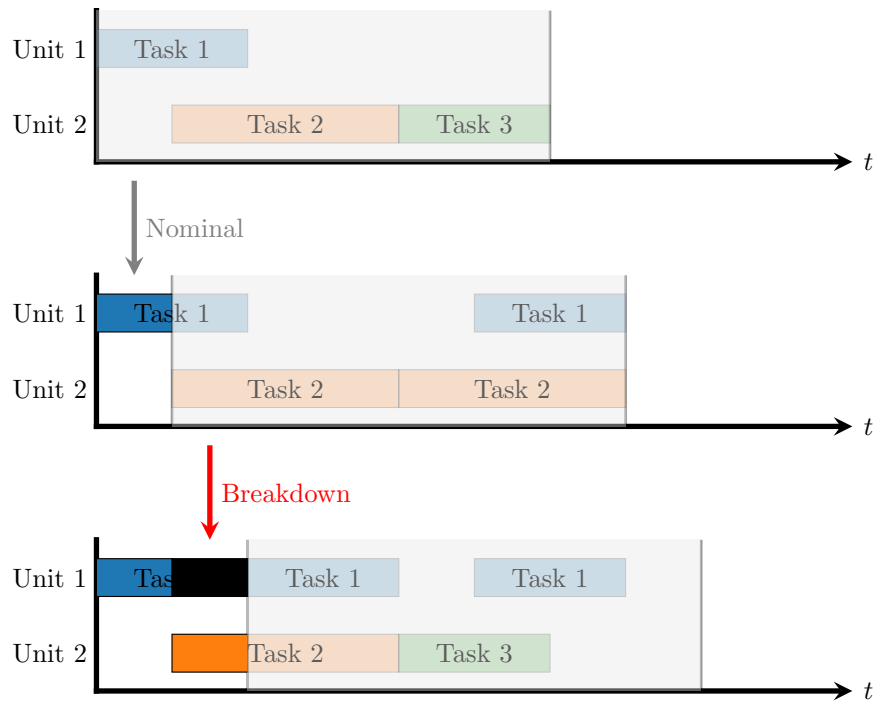 Unit 1 Task 1
Unit 2 Task 2 Task 3
t
Nominal
Unit 1 Task 1 Task 1
Unit 2 Task 2 Task 2
t
Breakdown
Unit 1 Tas Task 1 Task 1
Unit 2 Task 2 Task 3
t